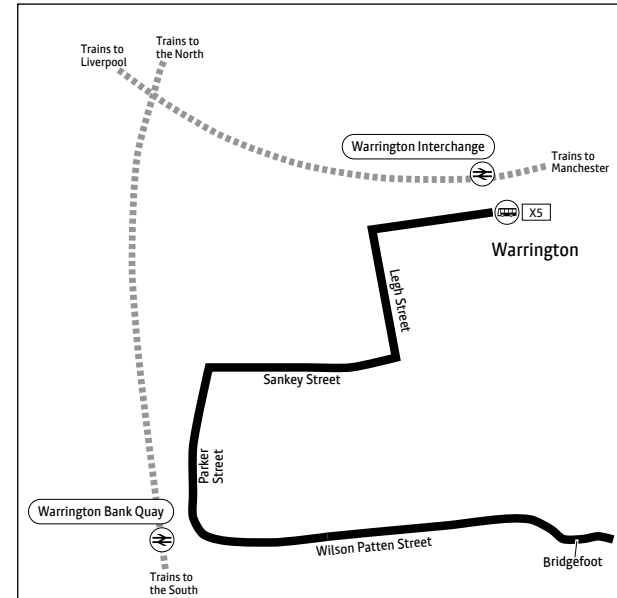 Trains to
the North
Trains to
Liverpool
Warrington Interchange
Trains to
Manchester
X5
Warrington
Legh Street
Sankey Street
Parker
Street
Warrington Bank Quay
Wilson Patten Street
Bridgefoot
Trains to
the South